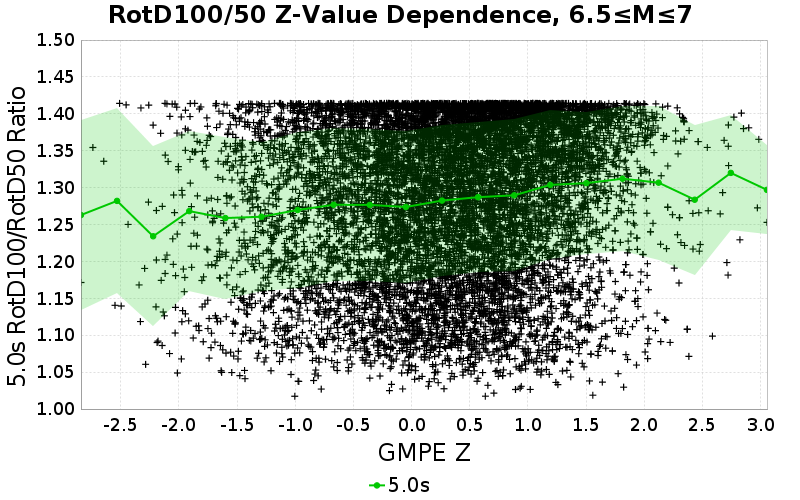 RotD100/50 Z-Value Dependence, 6.5≤M≤7
1.50
1.45
1.40
1.35
1.30
1.25
1.20
1.15
1.10
1.05
1.00
5.0s RotD100/RotD50 Ratio
-2.5 -2.0 -1.5 -1.0 -0.5 0.0 0.5 1.0 1.5 2.0 2.5 3.0
GMPE Z
5.0s